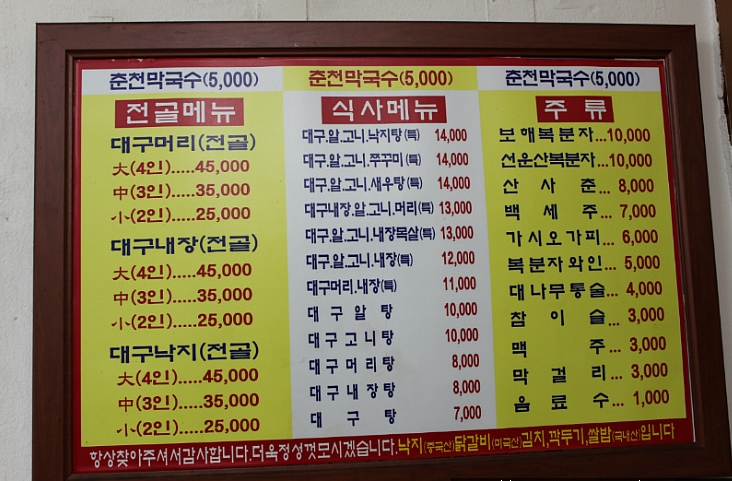 춘천막국수(5,000)
전골메뉴
대구머리(전골)
大(4인).....45,000
中(3인).....35,000
小(2인).....25,000
대구내장(전골)
大(4인).....45,000
中(3인).....35,000
小(2인).....25,000
대구낙지(전골)
大(4인).....45,000
中(3인).....35,000
小(2인).....25,000
춘천막국수(5,000)
식사메뉴
대구.알.고니.낙지탕(특) 14,000
대구.알.고니.쭈꾸미(특) 14,000
대구.알.고니.새우탕(특) 14,000
대구내장.알.고니.머리(특) 13,000
대구.알.고니.내장목살(특) 13,000
대구.알.고니.내장(특) 12,000
대구머리.내장(특) 11,000
대구알탕 10,000
대구고니탕 10,000
대구머리탕 8,000
대구내장탕 8,000
대구탕 7,000
춘천막국수(5,000)
주류
보해복분자...10,000
선운산복분자...10,000
산사춘... 8,000
백세주... 7,000
가시오가피... 6,000
복분자와인... 5,000
대나무통술... 4,000
참이슬... 3,000
맥주... 3,000
막걸리... 3,000
음료수... 1,000
항상찾아주셔서감사합니다.더욱정성껏모시겠습니다.낙지(중국산)닭갈비(미국산)김치,깍두기,쌀밥(국내산)입니다